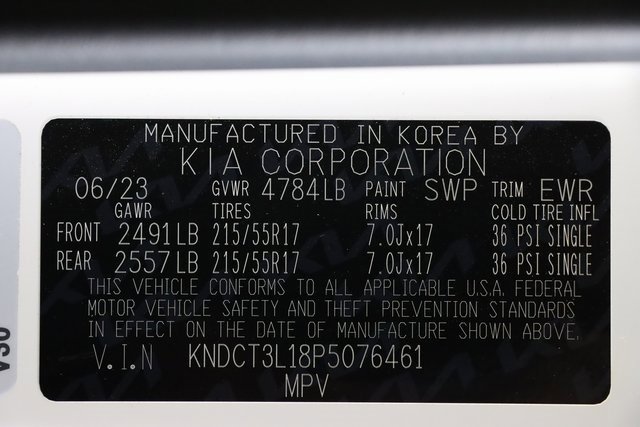 MANUFACTURED IN KOREA BY
KIA CORPORATION
06/23 GVWR 4784LB PAINT SWP TRIM EWR
GAWR TIRES RIMS COLD TIRE INFL
FRONT 2491LB 215/55R17 7.0Jx17 36 PSI SINGLE
REAR 2557LB 215/55R17 7.0Jx17 36 PSI SINGLE
THIS VEHICLE CONFORMS TO ALL APPLICABLE U.S.A. FEDERAL
MOTOR VEHICLE SAFETY AND THEFT PREVENTION STANDARDS
IN EFFECT ON THE DATE OF MANUFACTURE SHOWN ABOVE.
V.I.N KNDCT3L18P5076461
MPV